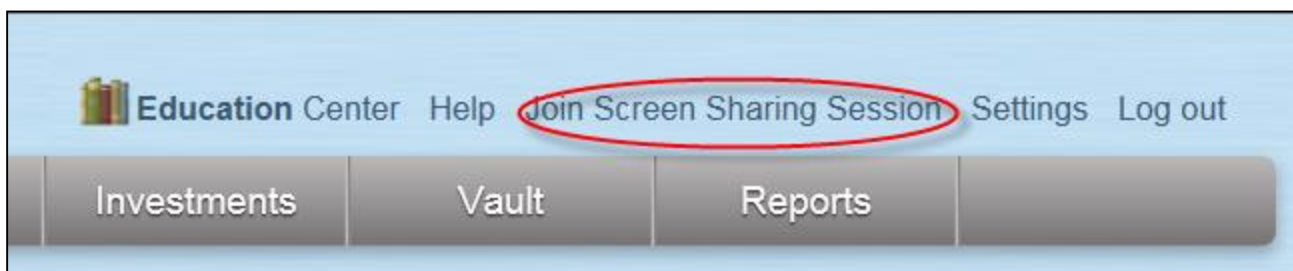 Education Center Help Join Screen Sharing Session Settings Log out
Investments Vault Reports